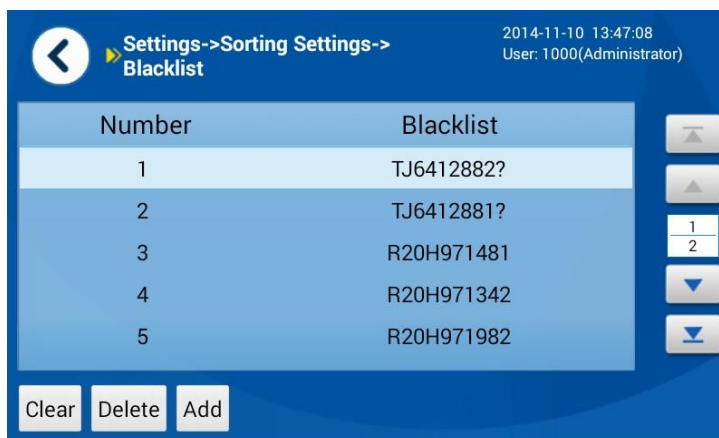 Settings->Sorting Settings->
Blacklist
2014-11-10 13:47:08
User: 1000(Administrator)
Number Blacklist
1 TJ6412882?
2 TJ6412881?
3 R20H971481
4 R20H971342
5 R20H971982
1
2
Clear Delete Add